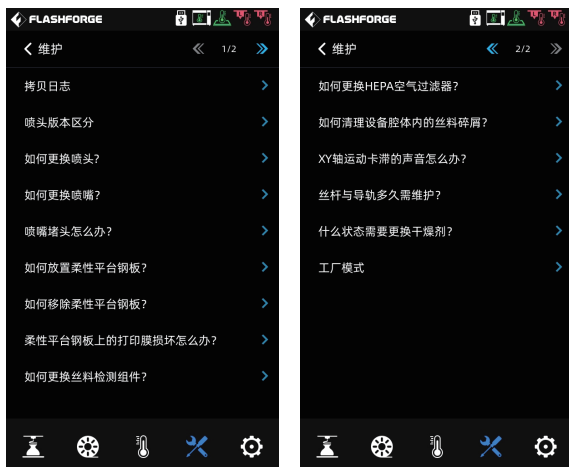 FLASHFORGE
维护
1/2
拷贝日志
喷头版本区分
如何更换喷头?
如何更换喷嘴?
喷嘴堵头怎么办?
如何放置柔性平台钢板?
如何移除柔性平台钢板?
柔性平台钢板上的打印膜损坏怎么办?
如何更换丝料检测组件?
FLASHFORGE
维护
2/2
如何更换HEPA空气过滤器?
如何清理设备腔体内的丝料碎屑?
XY轴运动卡滞的声音怎么办?
丝杆与导轨多久需维护?
什么状态需要更换干燥剂?
工厂模式